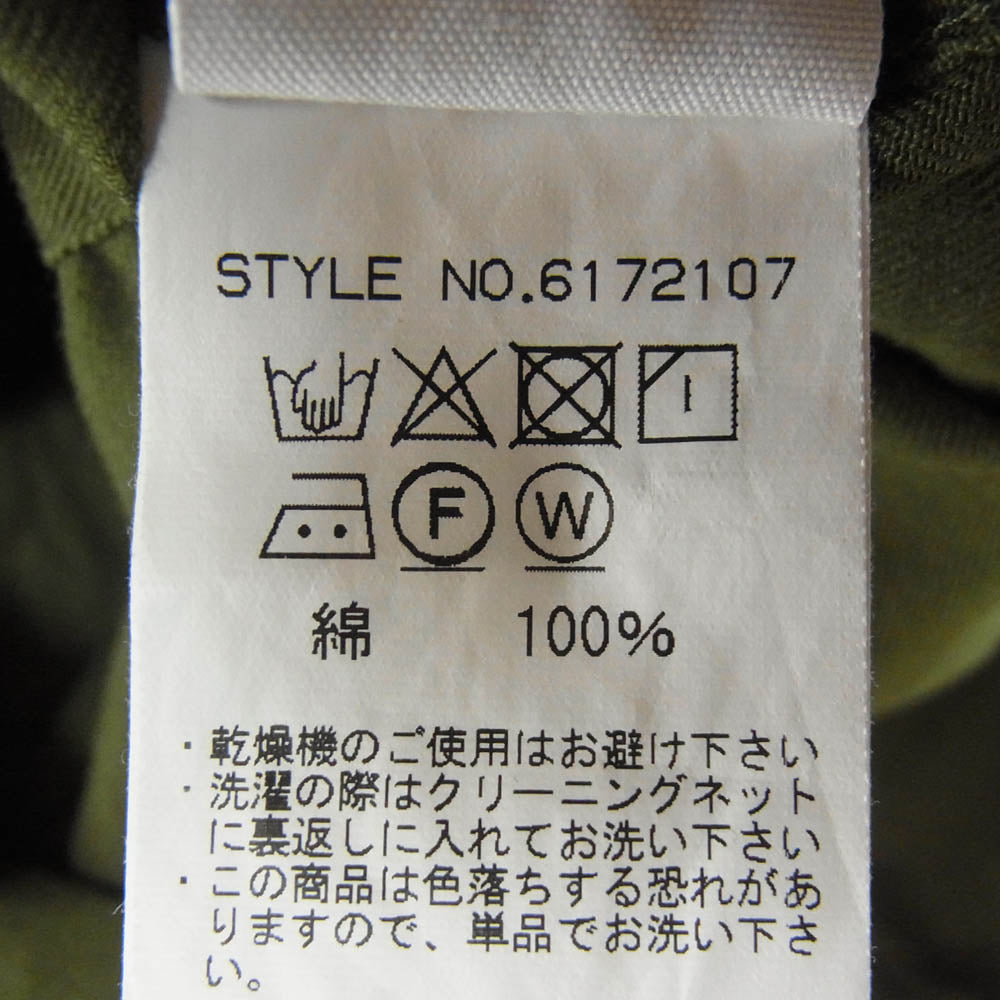 STYLE NO.6172107
F W
綿 100%
・乾燥機のご使用はお避け下さい
・洗濯の際はクリーニングネット
に裏返しに入れてお洗い下さい
・この商品は色落ちする恐れがあ
りますので、単品でお洗い下さ
い。